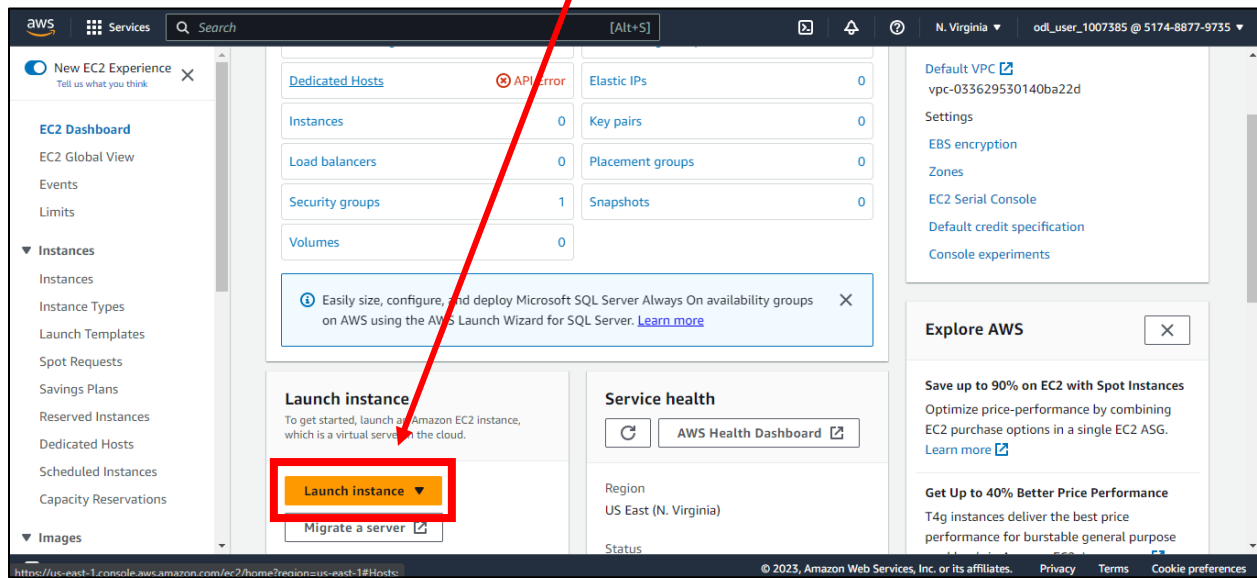 aws
Services
Search
[Alt+S]
N. Virginia ▼
odl_user_1007385 @ 5174-8877-9735 ▼
New EC2 Experience
Tell us what you think
EC2 Dashboard
EC2 Global View
Events
Limits
▼ Instances
Instances
Instance Types
Launch Templates
Spot Requests
Savings Plans
Reserved Instances
Dedicated Hosts
Scheduled Instances
Capacity Reservations
▼ Images
Dedicated Hosts
API Error
Elastic IPs
0
Instances
0
Key pairs
0
Load balancers
0
Placement groups
0
Security groups
1
Snapshots
0
Volumes
0
Easily size, configure, and deploy Microsoft SQL Server Always On availability groups
on AWS using the AWS Launch Wizard for SQL Server. Learn more
Launch instance
To get started, launch an Amazon EC2 instance,
which is a virtual server in the cloud.
Launch instance ▼
Migrate a server
Service health
AWS Health Dashboard
Region
US East (N. Virginia)
Status
Default VPC
vpc-033629530140ba22d
Settings
EBS encryption
Zones
EC2 Serial Console
Default credit specification
Console experiments
Explore AWS
Save up to 90% on EC2 with Spot Instances
Optimize price-performance by combining
EC2 purchase options in a single EC2 ASG.
Learn more
Get Up to 40% Better Price Performance
T4g instances deliver the best price
performance for burstable general purpose
https://us-east-1.console.aws.amazon.com/ec2/home?region=us-east-1#Hosts:
© 2023, Amazon Web Services, Inc. or its affiliates.
Privacy
Terms
Cookie preferences